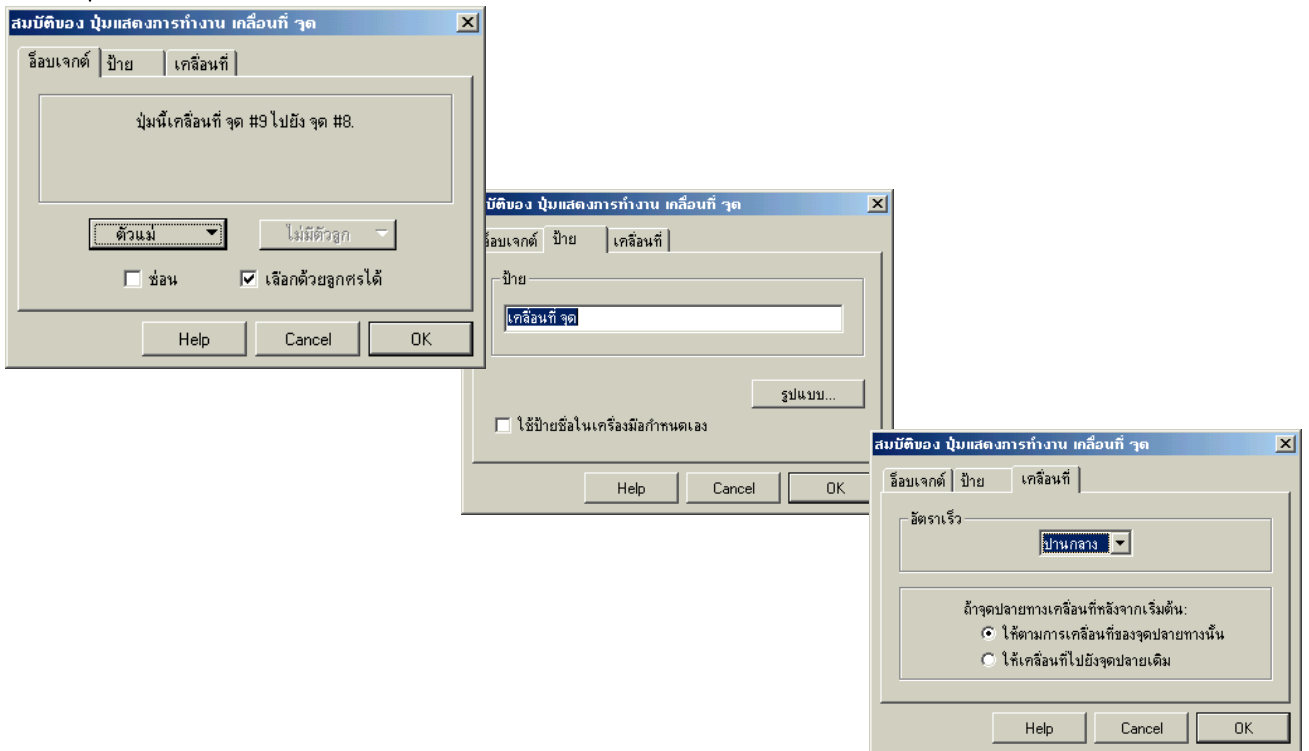 สมบัติของ ปุ่มแสดงการทำงาน เคลื่อนที่ จุด
อ็อบเจกต์ ป้าย เคลื่อนที่
ปุ่มนี้เคลื่อนที่ จุด #9 ไปยัง จุด #8.
ตัวแม่ ไม่มีตัวลูก
ซ่อน เลือกด้วยลูกศรได้
Help Cancel OK
บัติของ ปุ่มแสดงการทำงาน เคลื่อนที่ จุด
อ็อบเจกต์ ป้าย เคลื่อนที่
ป้าย
เคลื่อนที่ จุด
รูปแบบ...
ใช้ป้ายชื่อในเครื่องมือกำหนดเอง
Help Cancel OK
สมบัติของ ปุ่มแสดงการทำงาน เคลื่อนที่ จุด
อ็อบเจกต์ ป้าย เคลื่อนที่
อัตราเร็ว
ปานกลาง
ถ้าจุดปลายทางเคลื่อนที่หลังจากเริ่มต้น:
ให้ตามการเคลื่อนที่ของจุดปลายทางนั้น
ให้เคลื่อนที่ไปยังจุดปลายเดิม
Help Cancel OK